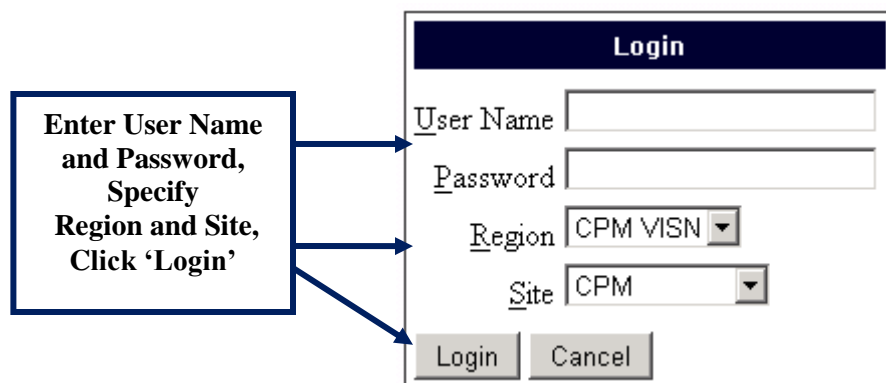 Login
Enter User Name
and Password,
Specify
Region and Site,
Click ‘Login’
User Name
Password
Region CPM VISN
Site CPM
Login Cancel